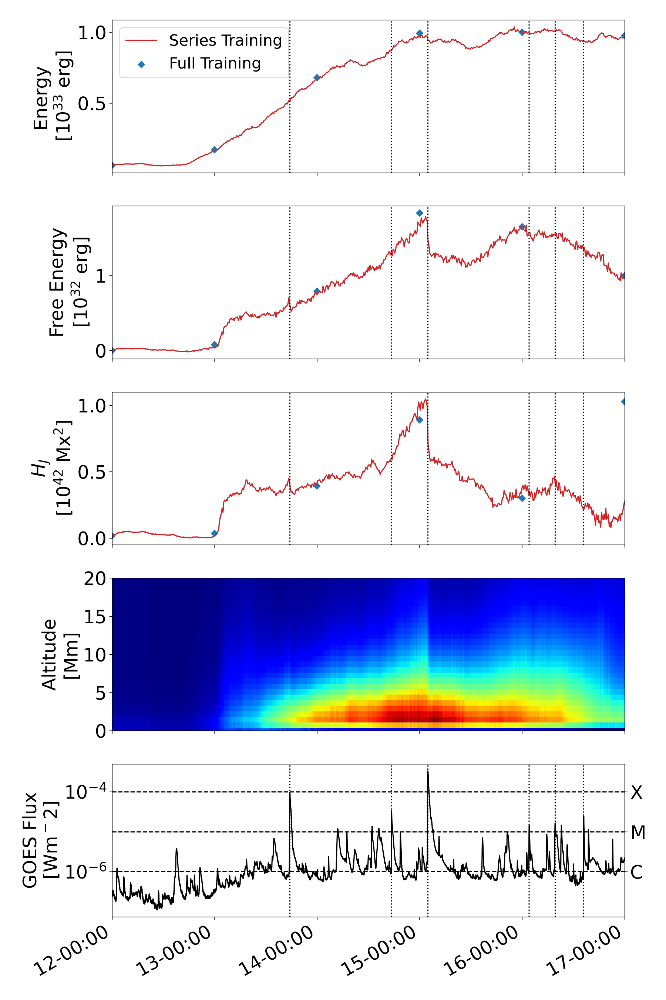 Energy
[10³³ erg]
1.0
0.5
Series Training
Full Training
Free Energy
[10³² erg]
1
0
H_J
[10⁴² Mx²]
1.0
0.5
0.0
Altitude
[Mm]
20
15
10
5
0
GOES Flux
[Wm − 2]
10⁻⁴
10⁻⁶
X
M
C
12-00:00
13-00:00
14-00:00
15-00:00
16-00:00
17-00:00